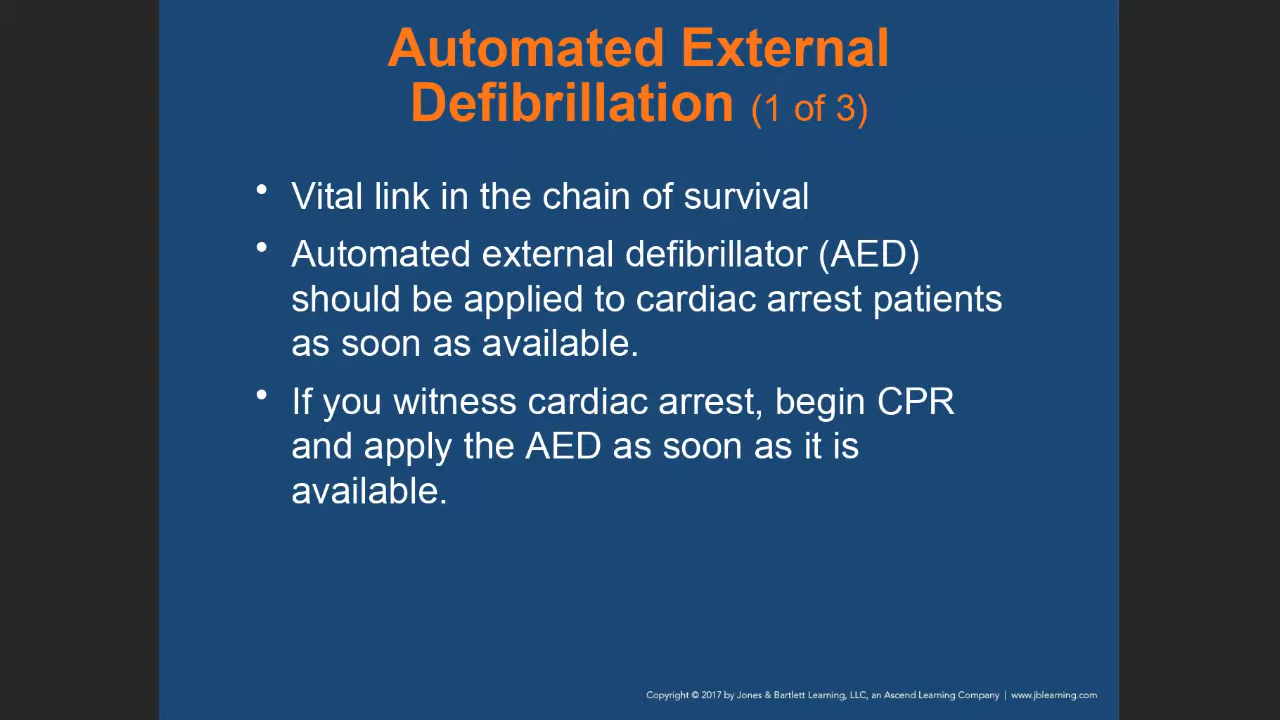 Automated External
Defibrillation (1 of 3)
• Vital link in the chain of survival
• Automated external defibrillator (AED)
should be applied to cardiac arrest patients
as soon as available.
• If you witness cardiac arrest, begin CPR
and apply the AED as soon as it is
available.
Copyright © 2017 by Jones & Bartlett Learning, LLC, an Ascend Learning Company | www.jblearning.com